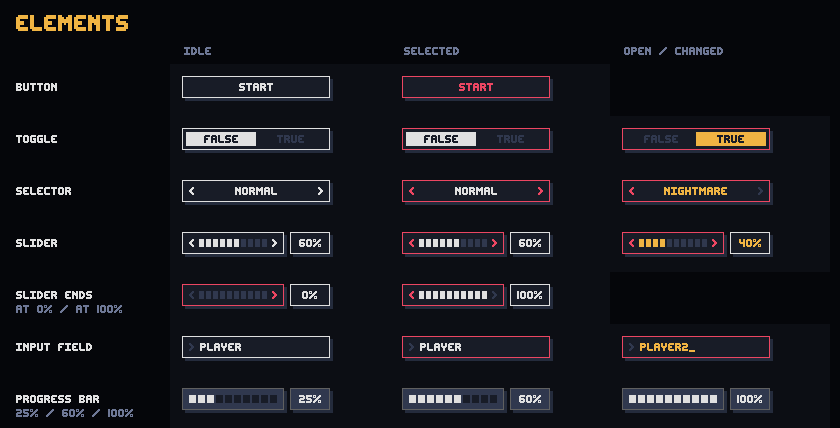 ELEMENTS
IDLE SELECTED OPEN / CHANGED
BUTTON START START
TOGGLE FALSE TRUE FALSE TRUE FALSE TRUE
SELECTOR < NORMAL > < NORMAL > < NIGHTMARE >
SLIDER < > 60% < > 60% < > 40%
SLIDER ENDS < > 0% < > 100%
AT 0% / AT 100%
INPUT FIELD > PLAYER > PLAYER > PLAYER2_
PROGRESS BAR 25% 60% 100%
25% / 60% / 100%